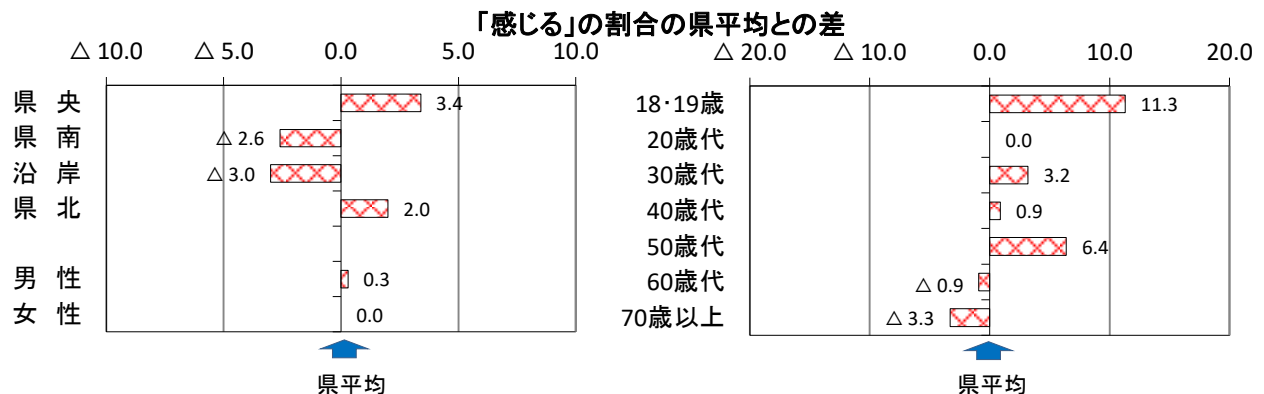 「感じる」の割合の県平均との差
△ 10.0 △ 5.0 0.0 5.0 10.0
県 央 3.4
県 南 △ 2.6
沿 岸 △ 3.0
県 北 2.0
男 性 0.3
女 性 0.0
県平均
△ 20.0 △ 10.0 0.0 10.0 20.0
18･19歳 11.3
20歳代 0.0
30歳代 3.2
40歳代 0.9
50歳代 6.4
60歳代 △ 0.9
70歳以上 △ 3.3
県平均